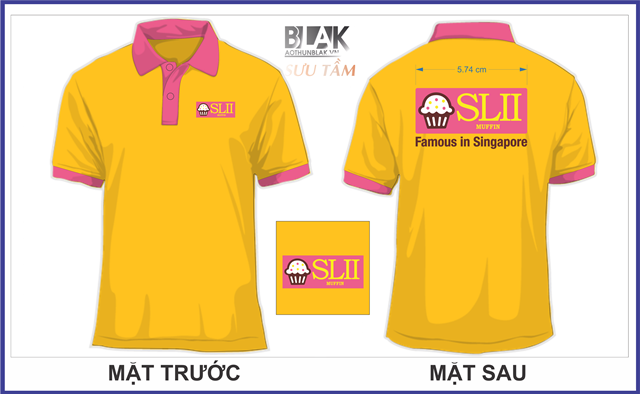 BLAK
AOTHUNBLAK.VN
SƯU TẦM
SLII
MUFFIN
5.74 cm
SLII
MUFFIN
Famous in Singapore
SLII
MUFFIN
MẶT TRƯỚC
MẶT SAU